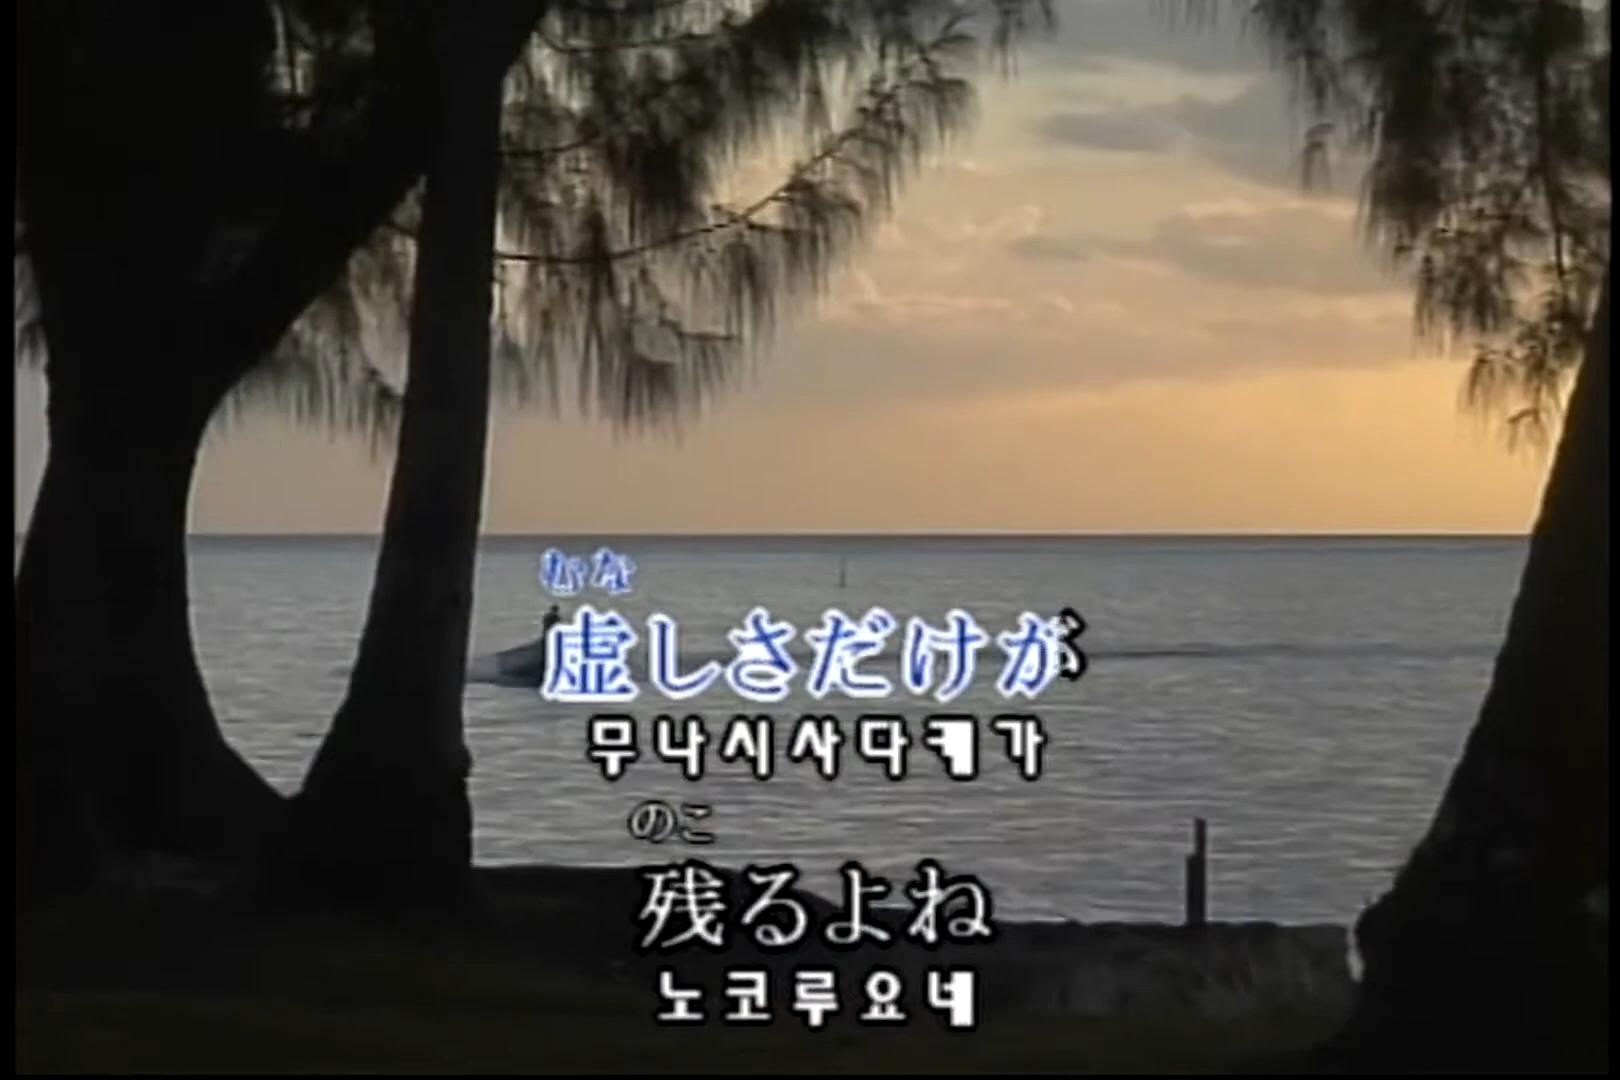 むな
虚しさだけが
무나시사다케가
のこ
残るよね
노코루요네